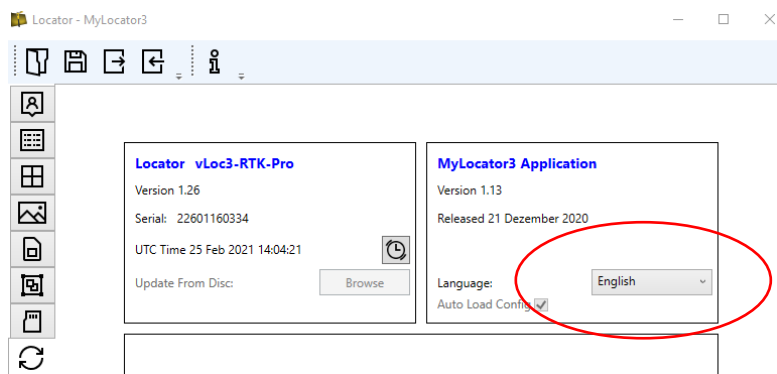 Locator - MyLocator3
Locator vLoc3-RTK-Pro
Version 1.26
Serial: 22601160334
UTC Time 25 Feb 2021 14:04:21
Update From Disc: Browse
MyLocator3 Application
Version 1.13
Released 21 Dezember 2020
Language: English
Auto Load Config